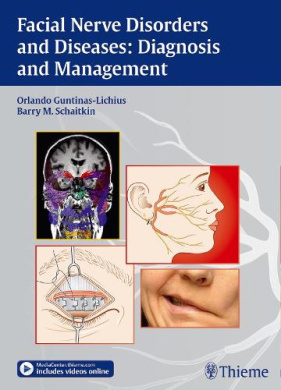 Facial Nerve Disorders
and Diseases: Diagnosis
and Management
Orlando Guntinas-Lichius
Barry M. Schaitkin
MediaCenter.thieme.com
Includes videos online
Thieme